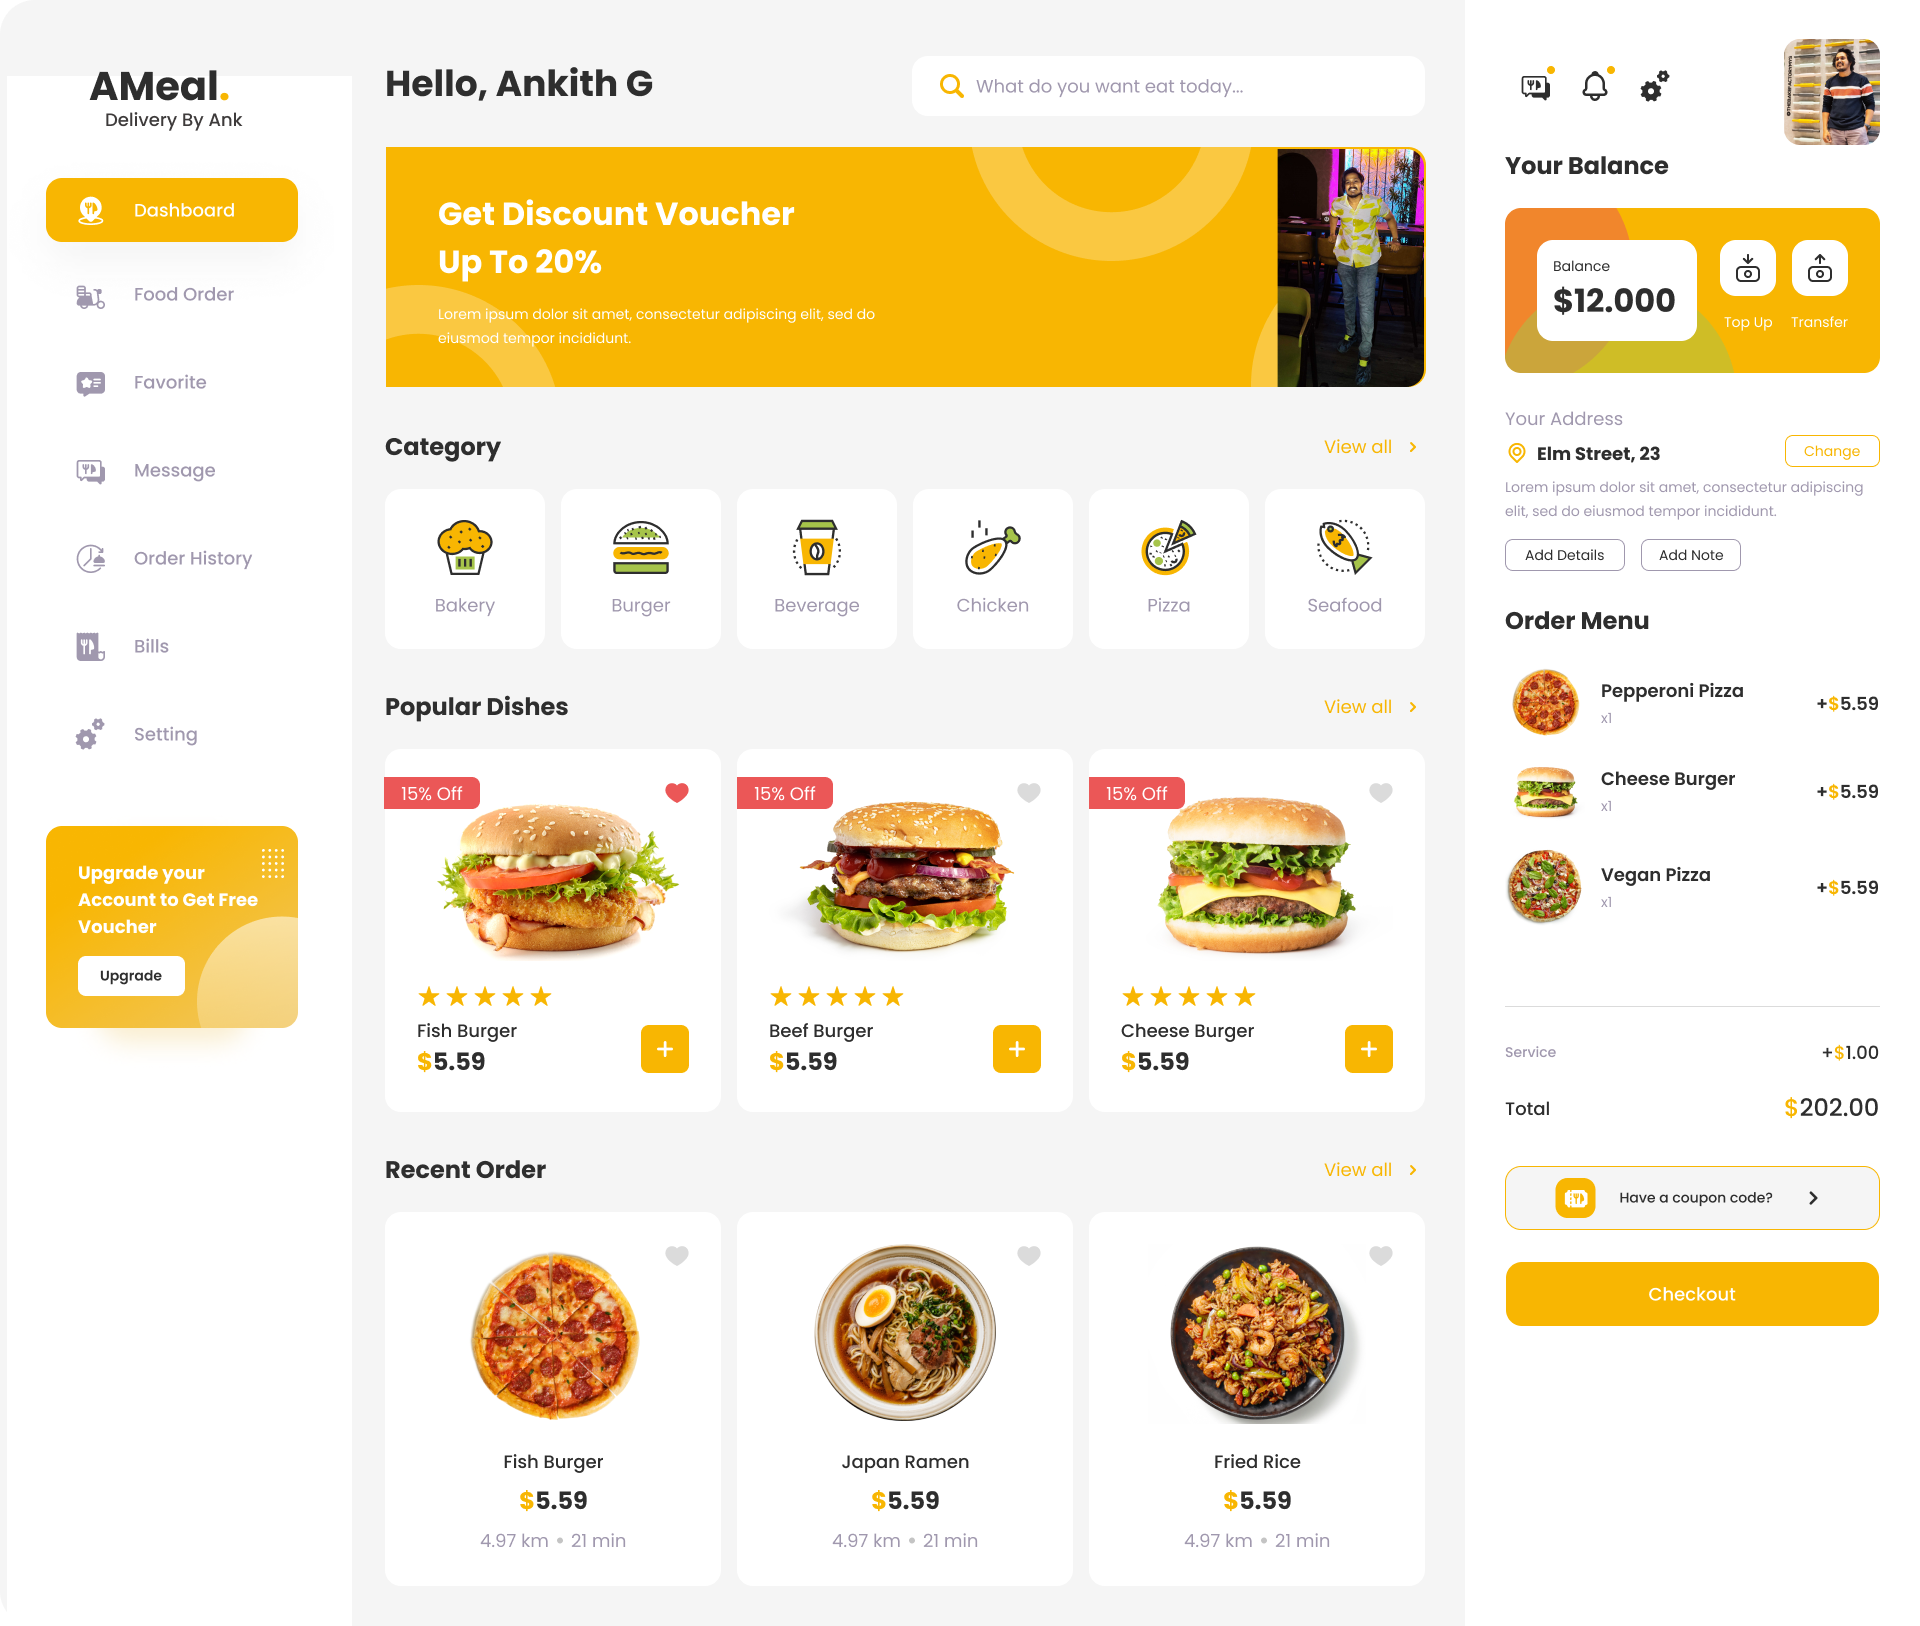 AMeal.
Delivery By Ank
Dashboard
Food Order
Favorite
Message
Order History
Bills
Setting
Upgrade your
Account to Get Free
Voucher
Upgrade
Hello, Ankith G
What do you want eat today...
Get Discount Voucher
Up To 20%
Lorem ipsum dolor sit amet, consectetur adipiscing elit, sed do
eiusmod tempor incididunt.
Category
View all
Bakery
Burger
Beverage
Chicken
Pizza
Seafood
Popular Dishes
View all
15% Off
15% Off
15% Off
Fish Burger
$5.59
Beef Burger
$5.59
Cheese Burger
$5.59
Recent Order
View all
Fish Burger
$5.59
4.97 km • 21 min
Japan Ramen
$5.59
4.97 km • 21 min
Fried Rice
$5.59
4.97 km • 21 min
Your Balance
Balance
$12.000
Top Up
Transfer
Your Address
Elm Street, 23
Change
Lorem ipsum dolor sit amet, consectetur adipiscing
elit, sed do eiusmod tempor incididunt.
Add Details
Add Note
Order Menu
Pepperoni Pizza
x1
+$5.59
Cheese Burger
x1
+$5.59
Vegan Pizza
x1
+$5.59
Service
+$1.00
Total
$202.00
Have a coupon code?
Checkout